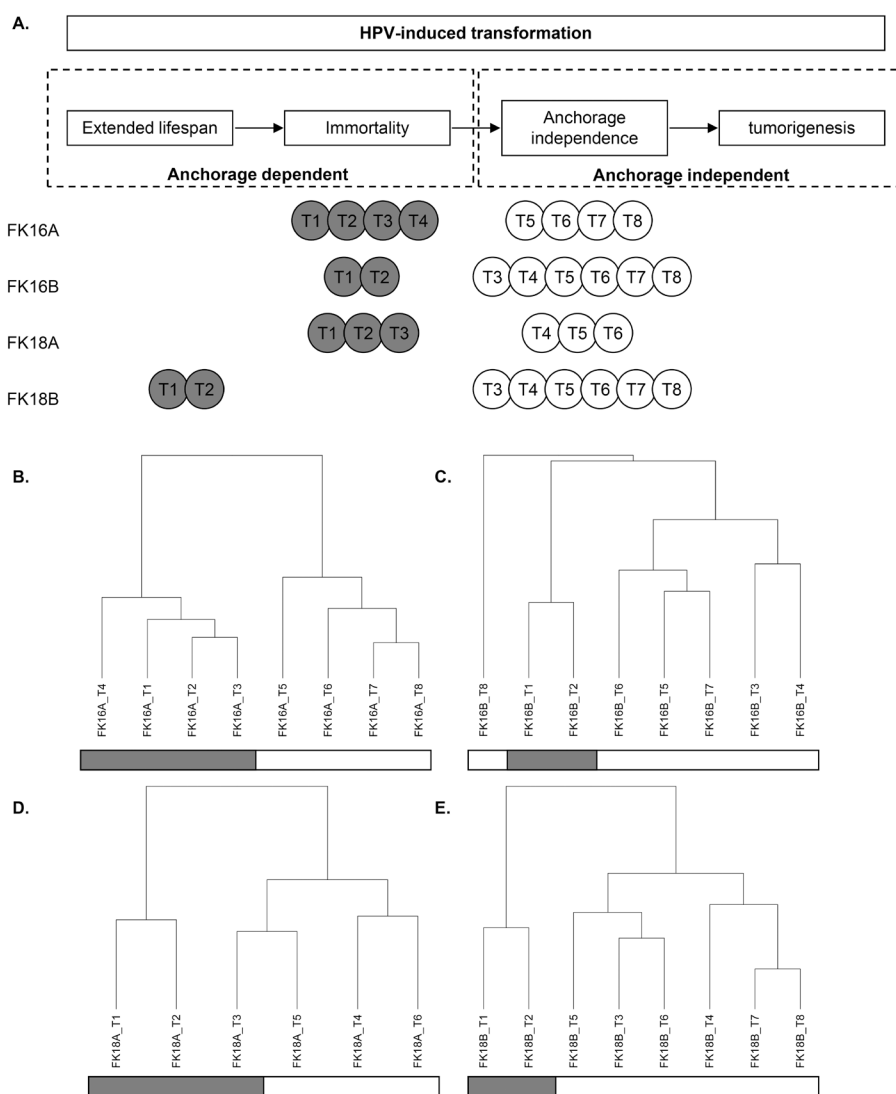 A.
HPV-induced transformation
Extended lifespan
Immortality
Anchorage
independence
tumorigenesis
Anchorage dependent
Anchorage independent
FK16A
T1 T2 T3 T4 T5 T6 T7 T8
FK16B
T1 T2 T3 T4 T5 T6 T7 T8
FK18A
T1 T2 T3 T4 T5 T6
FK18B
T1 T2 T3 T4 T5 T6 T7 T8
B.
FK16A_T4
FK16A_T1
FK16A_T2
FK16A_T3
FK16A_T5
FK16A_T6
FK16A_T7
FK16A_T8
C.
FK16B_T8
FK16B_T1
FK16B_T2
FK16B_T6
FK16B_T5
FK16B_T7
FK16B_T3
FK16B_T4
D.
FK18A_T1
FK18A_T2
FK18A_T3
FK18A_T5
FK18A_T4
FK18A_T6
E.
FK18B_T1
FK18B_T2
FK18B_T5
FK18B_T3
FK18B_T6
FK18B_T4
FK18B_T7
FK18B_T8